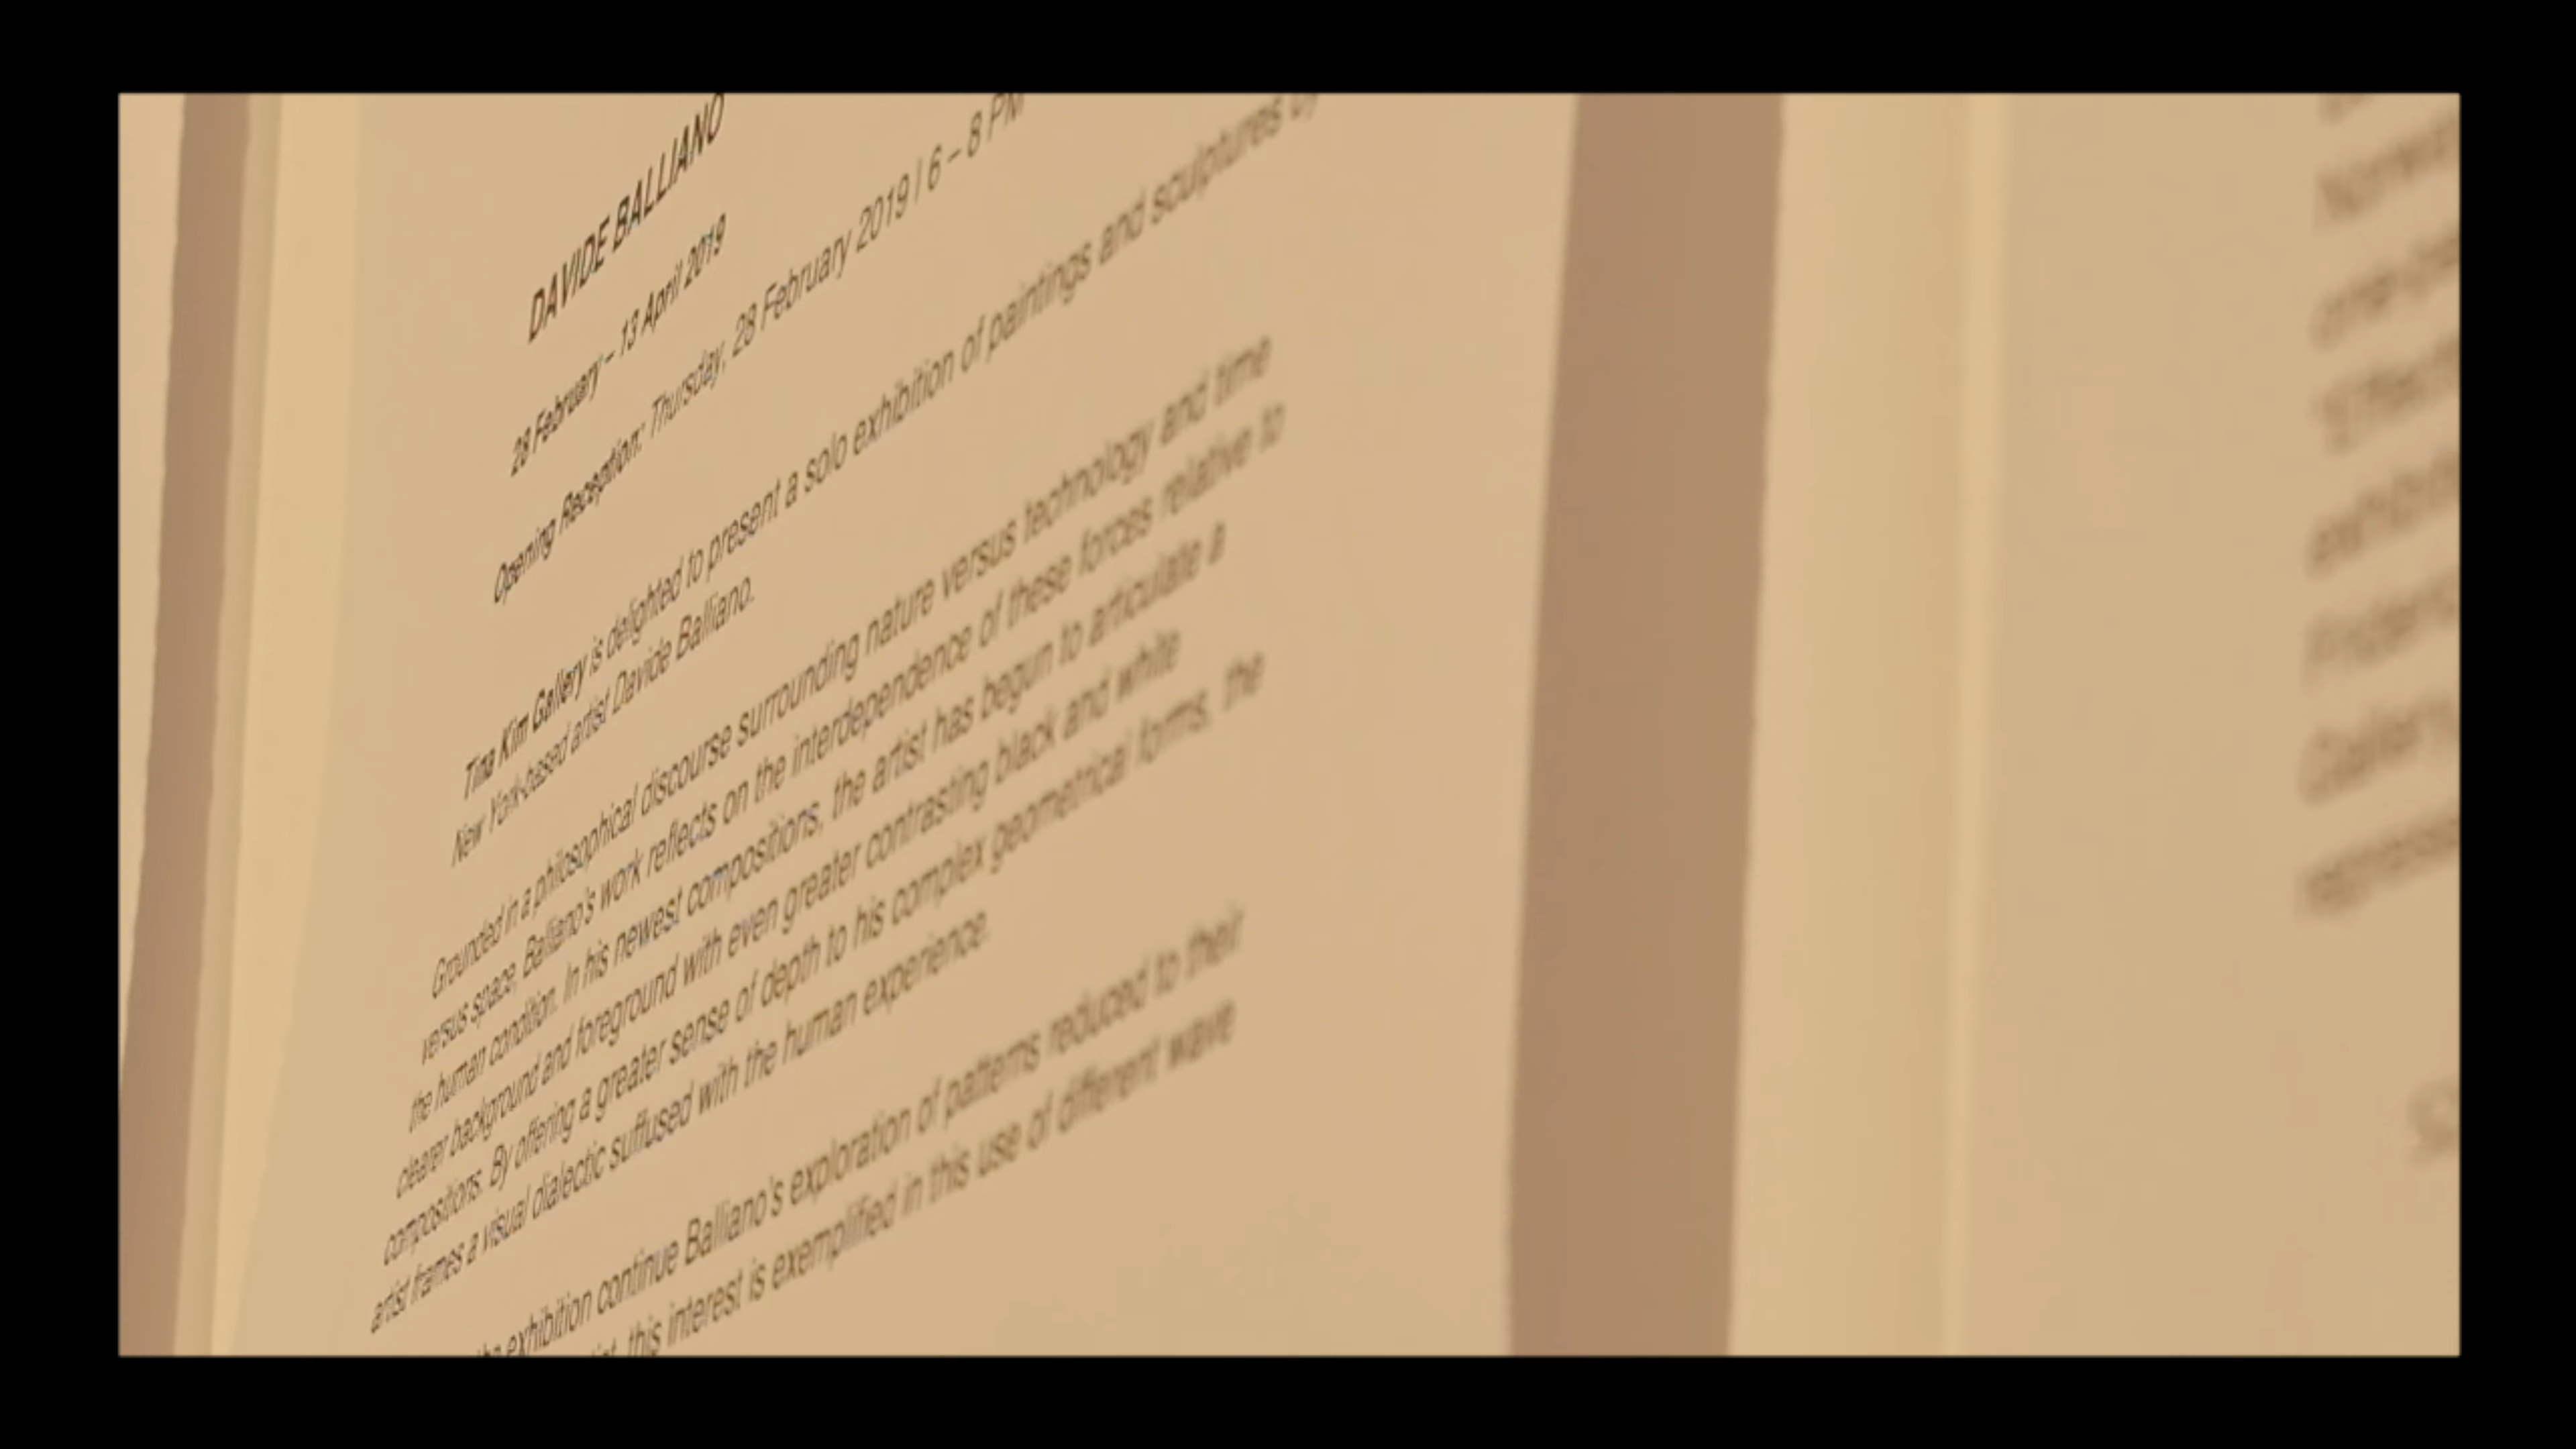 DAVIDE BALLIANO
28 February – 13 April 2019
Opening Reception: Thursday, 28 February 2019 | 6 – 8 PM
Tina Kim Gallery is delighted to present a solo exhibition of paintings and sculptures by
New York-based artist Davide Balliano.
Grounded in a philosophical discourse surrounding nature versus technology and time
versus space, Balliano's work reflects on the interdependence of these forces relative to
the human condition. In his newest compositions, the artist has begun to articulate a
clearer background and foreground with even greater contrasting black and white
compositions. By offering a greater sense of depth to his complex geometrical forms, the
artist frames a visual dialectic suffused with the human experience.
the exhibition continue Balliano's exploration of patterns reduced to their
this interest is exemplified in this use of different wave